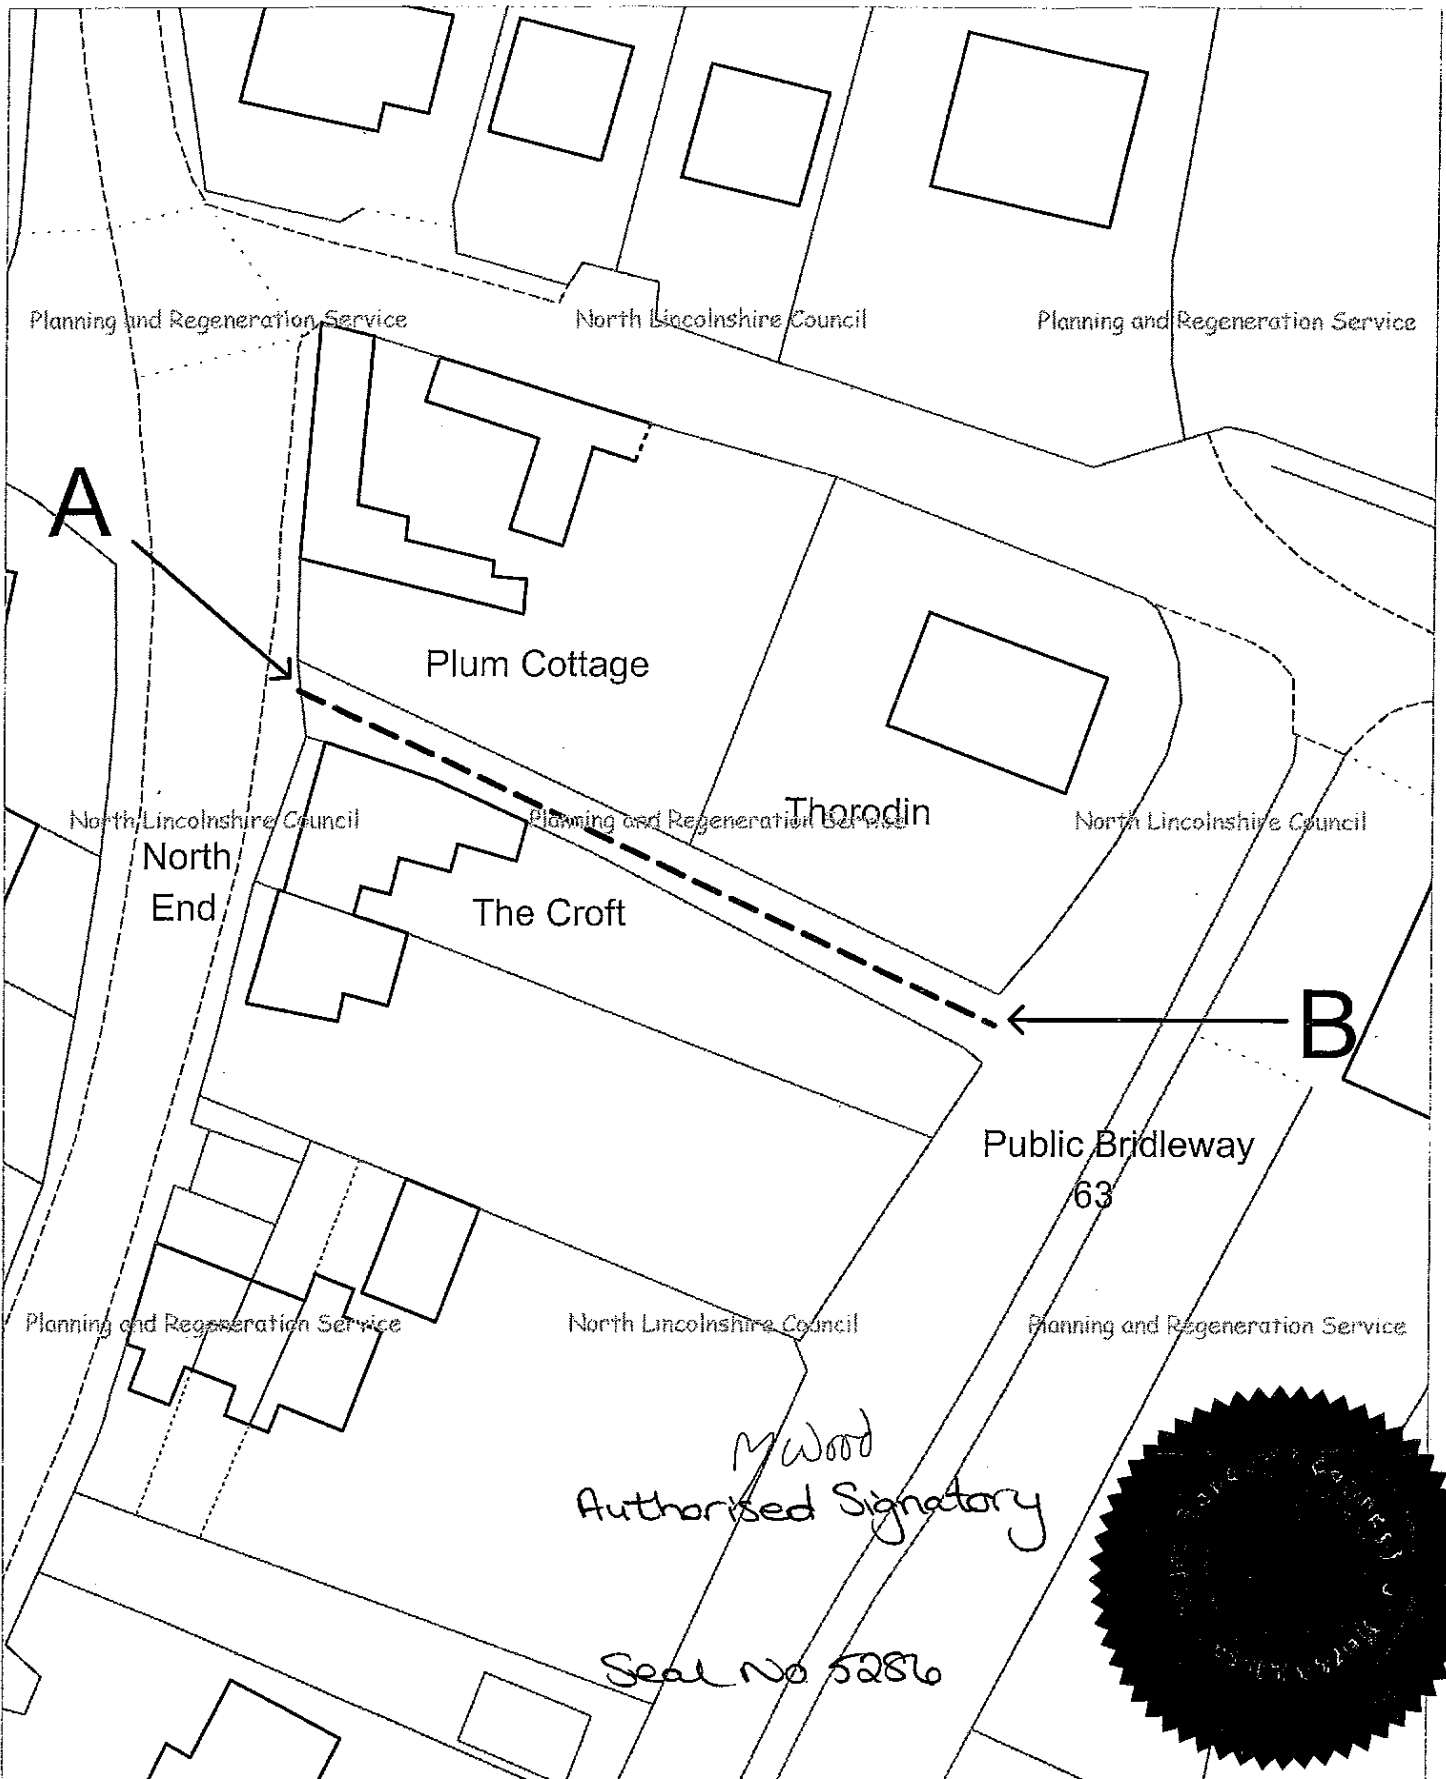 Planning and Regeneration Service
North Lincolnshire Council
Planning and Regeneration Service
A
Plum Cottage
Thorodin
North Lincolnshire Council
Planning and Regeneration Service
North Lincolnshire Council
North
End
The Croft
B
Public Bridleway
63
Planning and Regeneration Service
North Lincolnshire Council
Planning and Regeneration Service
M Wood
Authorised Signatory
Seal No 5286